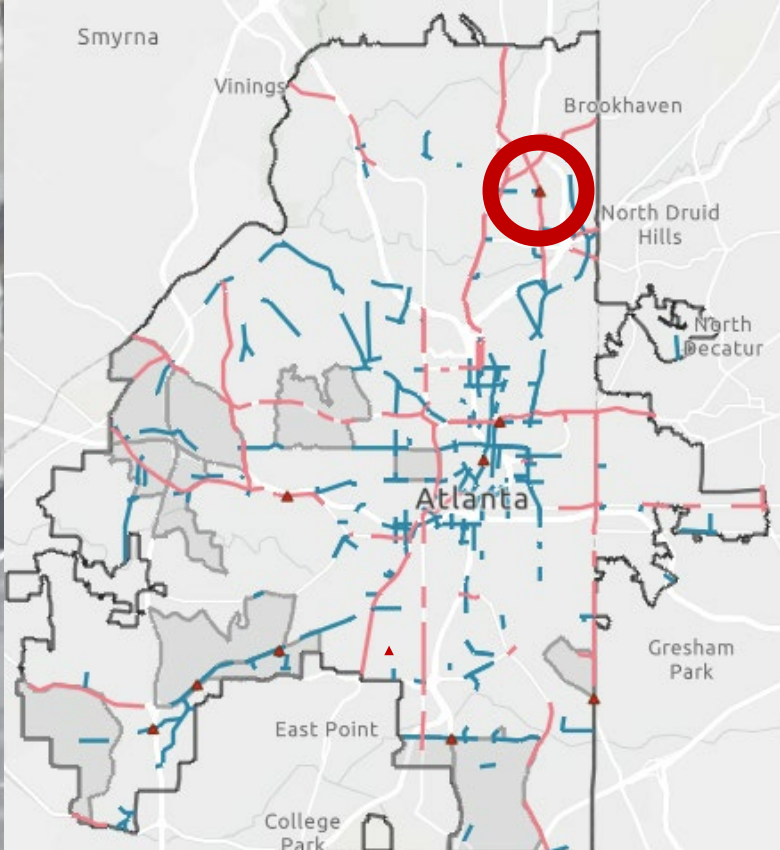 Smyrna
Vinings
Brookhaven
North Druid
Hills
North
Decatur
Atlanta
Gresham
Park
East Point
College
Park